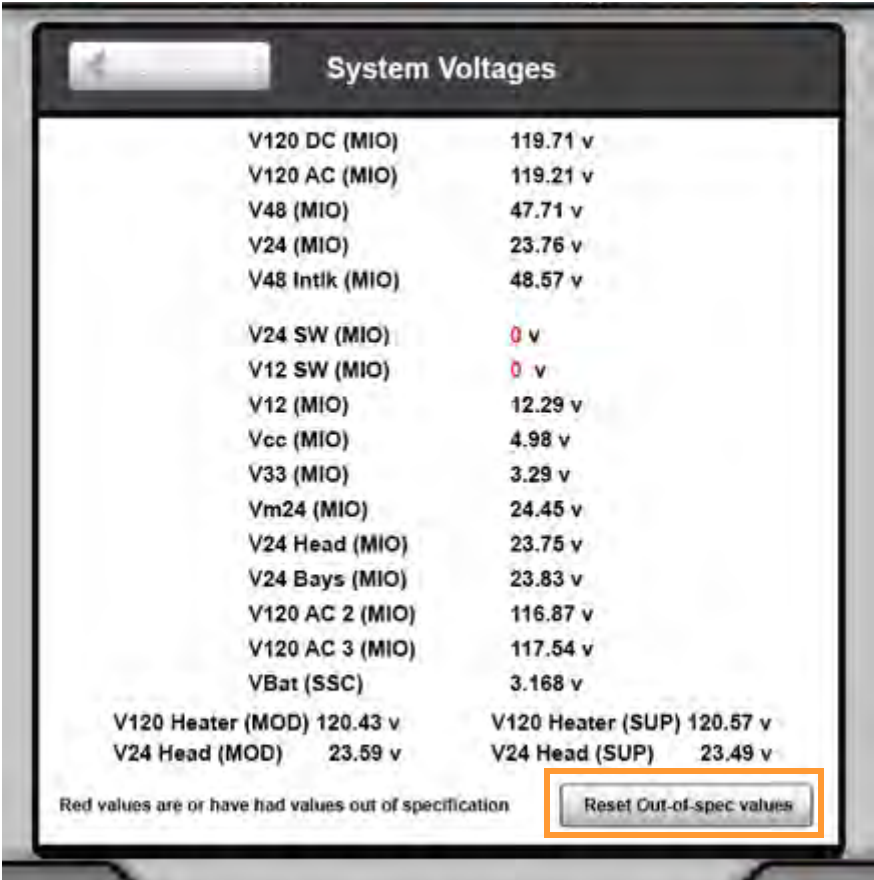 System Voltages
V120 DC (MIO) 119.71 v
V120 AC (MIO) 119.21 v
V48 (MIO) 47.71 v
V24 (MIO) 23.76 v
V48 Intlk (MIO) 48.57 v
V24 SW (MIO) 0 v
V12 SW (MIO) 0 v
V12 (MIO) 12.29 v
Vcc (MIO) 4.98 v
V33 (MIO) 3.29 v
Vm24 (MIO) 24.45 v
V24 Head (MIO) 23.75 v
V24 Bays (MIO) 23.83 v
V120 AC 2 (MIO) 116.87 v
V120 AC 3 (MIO) 117.54 v
VBat (SSC) 3.168 v
V120 Heater (MOD) 120.43 v V120 Heater (SUP) 120.57 v
V24 Head (MOD) 23.59 v V24 Head (SUP) 23.49 v
Red values are or have had values out of specification Reset Out-of-spec values